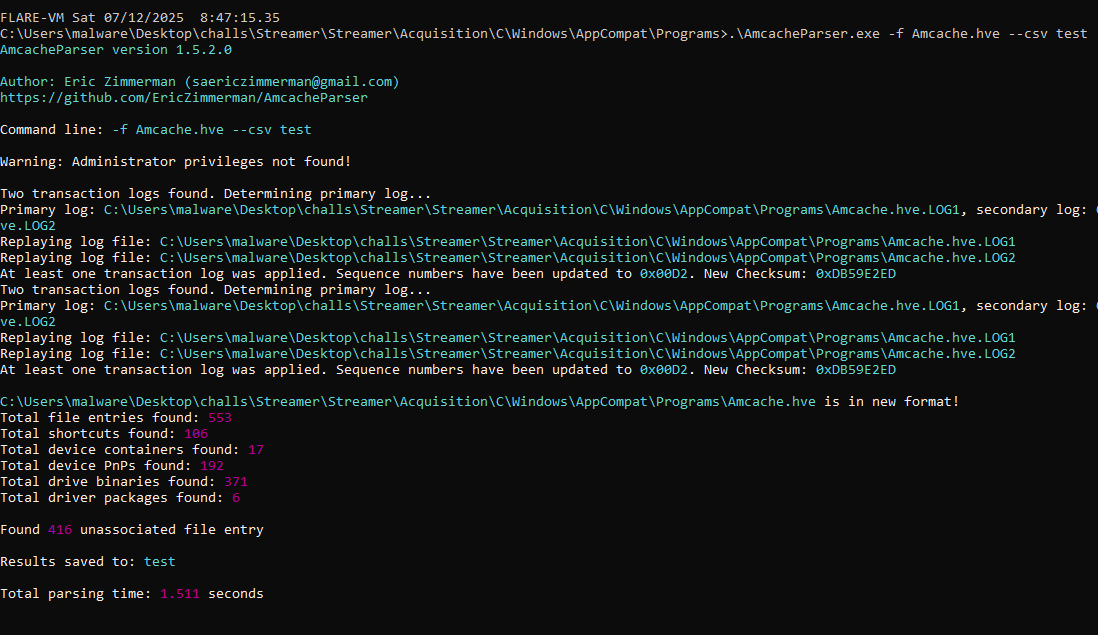 FLARE-VM Sat 07/12/2025  8:47:15.35
C:\Users\malware\Desktop\challs\Streamer\Streamer\Acquisition\C\Windows\AppCompat\Programs>.\AmcacheParser.exe -f Amcache.hve --csv test
AmcacheParser version 1.5.2.0
Author: Eric Zimmerman (saericzimmerman@gmail.com)
https://github.com/EricZimmerman/AmcacheParser
Command line: -f Amcache.hve --csv test
Warning: Administrator privileges not found!
Two transaction logs found. Determining primary log...
Primary log: C:\Users\malware\Desktop\challs\Streamer\Streamer\Acquisition\C\Windows\AppCompat\Programs\Amcache.hve.LOG1, secondary log:
ve.LOG2
Replaying log file: C:\Users\malware\Desktop\challs\Streamer\Streamer\Acquisition\C\Windows\AppCompat\Programs\Amcache.hve.LOG1
Replaying log file: C:\Users\malware\Desktop\challs\Streamer\Streamer\Acquisition\C\Windows\AppCompat\Programs\Amcache.hve.LOG2
At least one transaction log was applied. Sequence numbers have been updated to 0x00D2. New Checksum: 0xDB59E2ED
Two transaction logs found. Determining primary log...
Primary log: C:\Users\malware\Desktop\challs\Streamer\Streamer\Acquisition\C\Windows\AppCompat\Programs\Amcache.hve.LOG1, secondary log:
ve.LOG2
Replaying log file: C:\Users\malware\Desktop\challs\Streamer\Streamer\Acquisition\C\Windows\AppCompat\Programs\Amcache.hve.LOG1
Replaying log file: C:\Users\malware\Desktop\challs\Streamer\Streamer\Acquisition\C\Windows\AppCompat\Programs\Amcache.hve.LOG2
At least one transaction log was applied. Sequence numbers have been updated to 0x00D2. New Checksum: 0xDB59E2ED
C:\Users\malware\Desktop\challs\Streamer\Streamer\Acquisition\C\Windows\AppCompat\Programs\Amcache.hve is in new format!
Total file entries found: 553
Total shortcuts found: 106
Total device containers found: 17
Total device PnPs found: 192
Total drive binaries found: 371
Total driver packages found: 6
Found 416 unassociated file entry
Results saved to: test
Total parsing time: 1.511 seconds